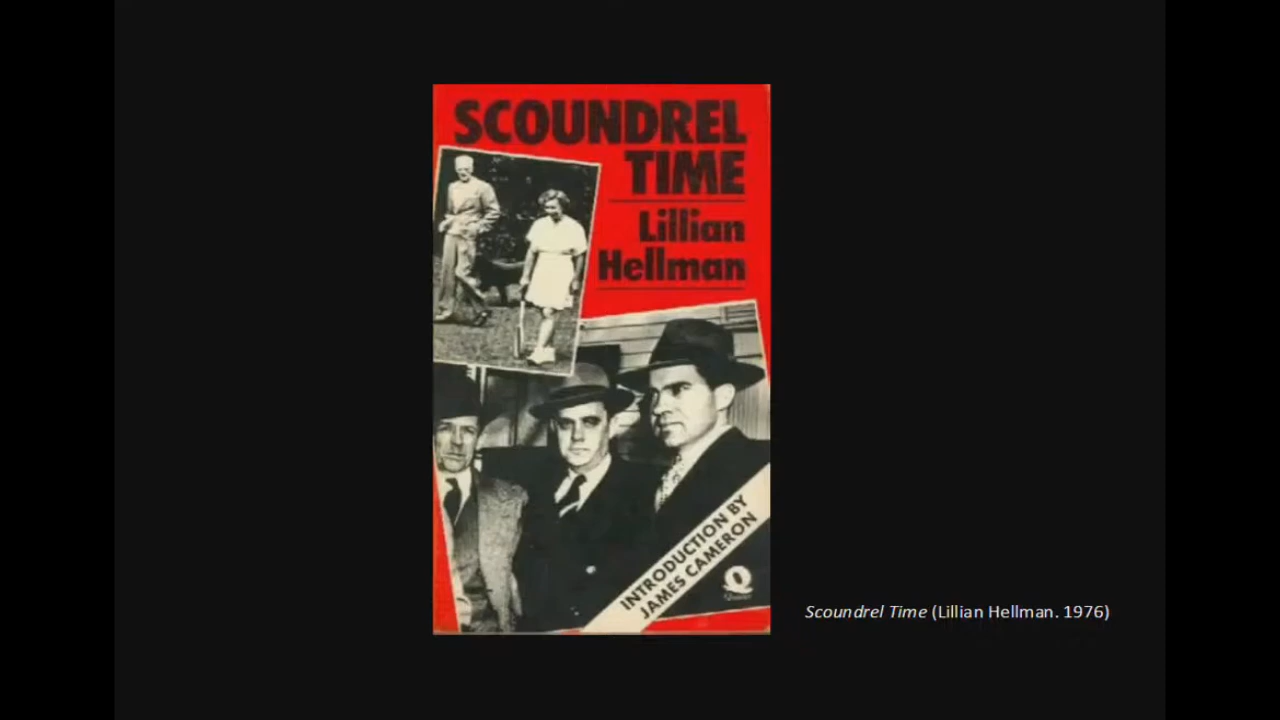 SCOUNDREL
TIME
Lillian
Hellman
INTRODUCTION BY
JAMES CAMERON
Scoundrel Time (Lillian Hellman. 1976)